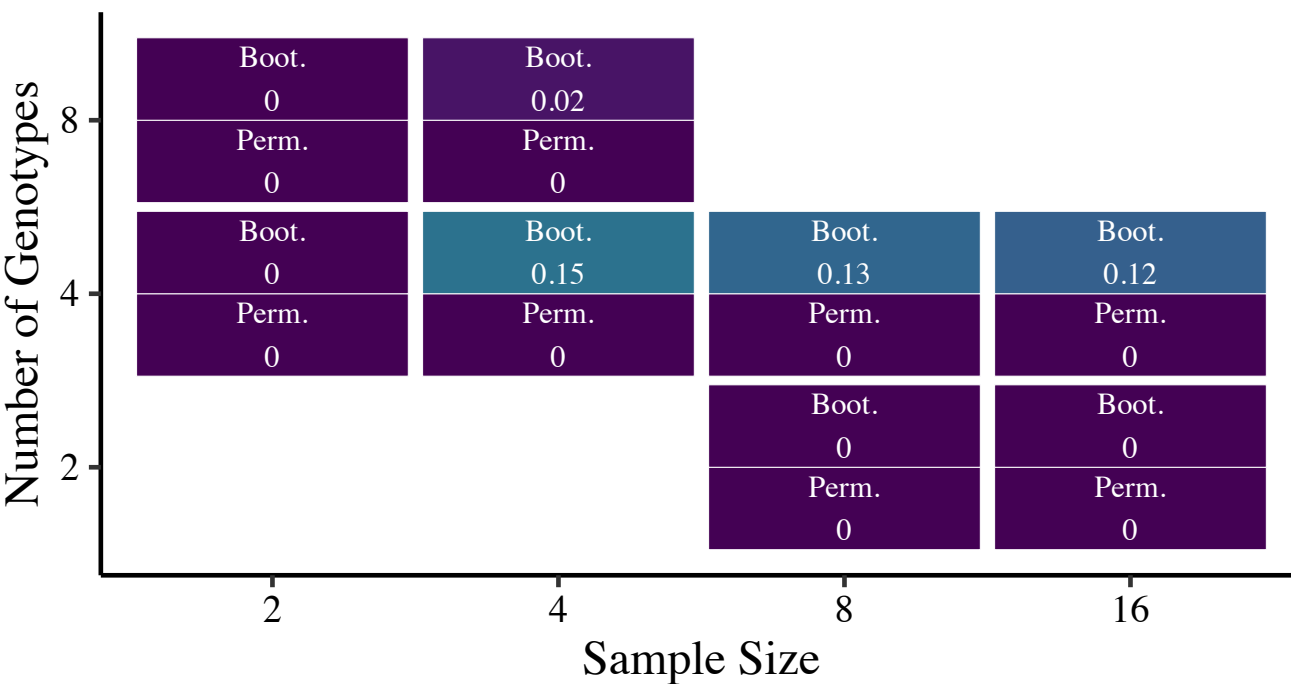 Number of Genotypes
8
Boot.
0
Perm.
0
Boot.
0.02
Perm.
0
4
Boot.
0
Perm.
0
Boot.
0.15
Perm.
0
Boot.
0.13
Perm.
0
Boot.
0.12
Perm.
0
2
Boot.
0
Perm.
0
Boot.
0
Perm.
0
2
4
8
16
Sample Size